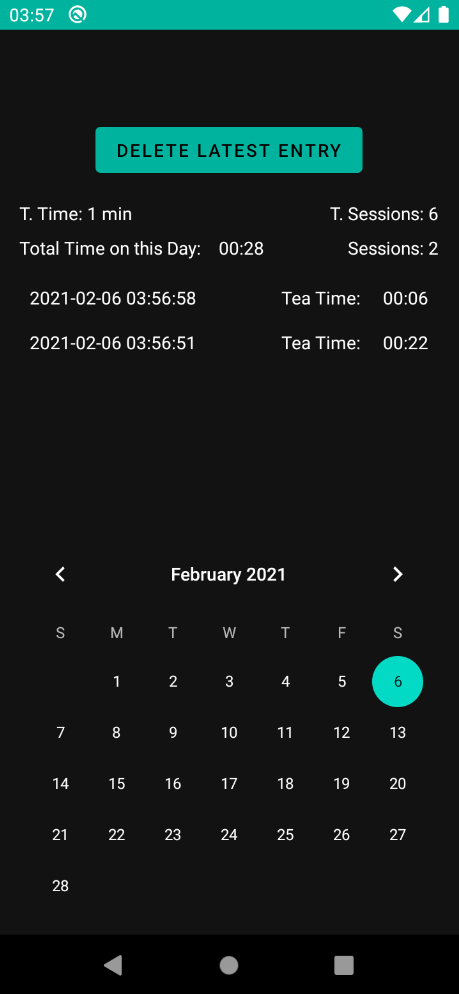 03:57
DELETE LATEST ENTRY
T. Time: 1 min T. Sessions: 6
Total Time on this Day: 00:28 Sessions: 2
2021-02-06 03:56:58 Tea Time: 00:06
2021-02-06 03:56:51 Tea Time: 00:22
February 2021
S M T W T F S
1 2 3 4 5 6
7 8 9 10 11 12 13
14 15 16 17 18 19 20
21 22 23 24 25 26 27
28